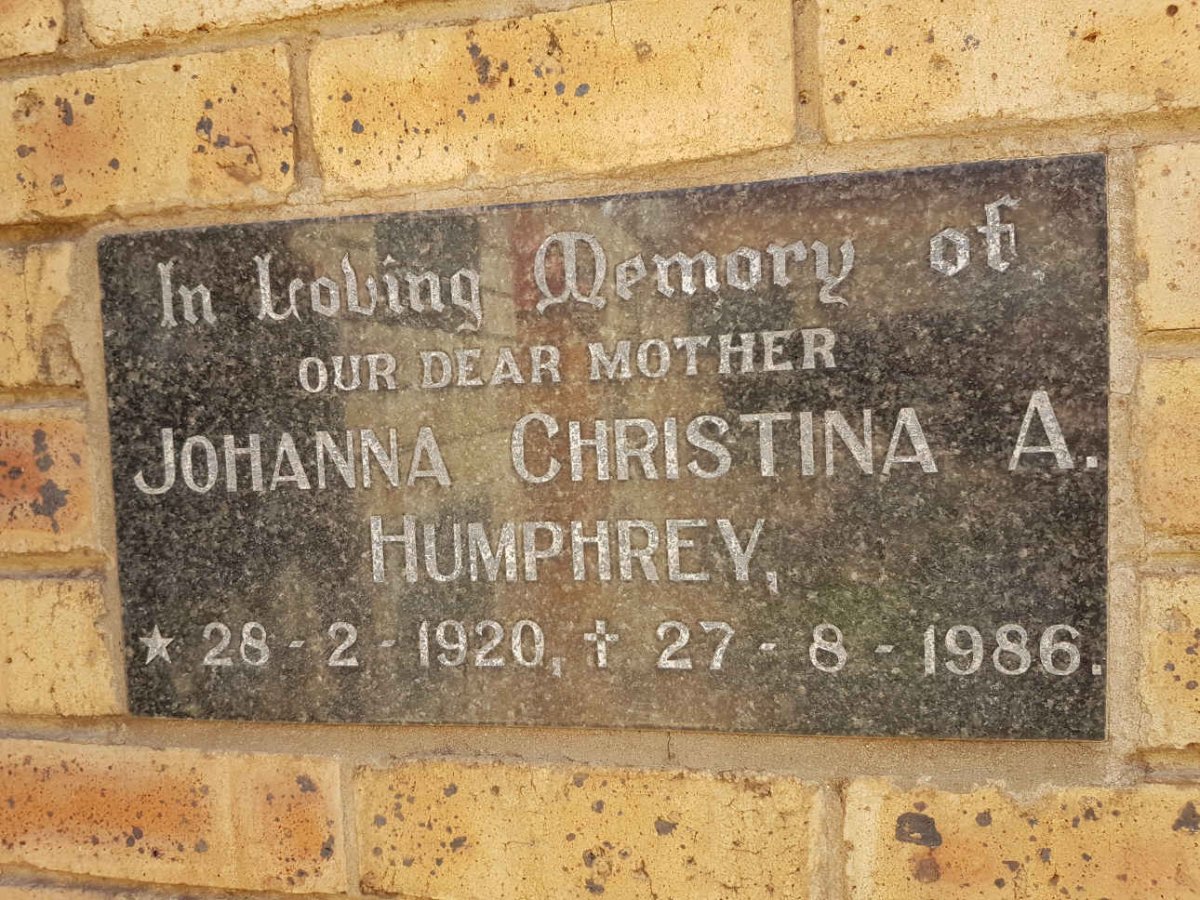 In Loving Memory of
OUR DEAR MOTHER
JOHANNA CHRISTINA A.
HUMPHREY,
★ 28 - 2 - 1920, ✝ 27 - 8 - 1986.